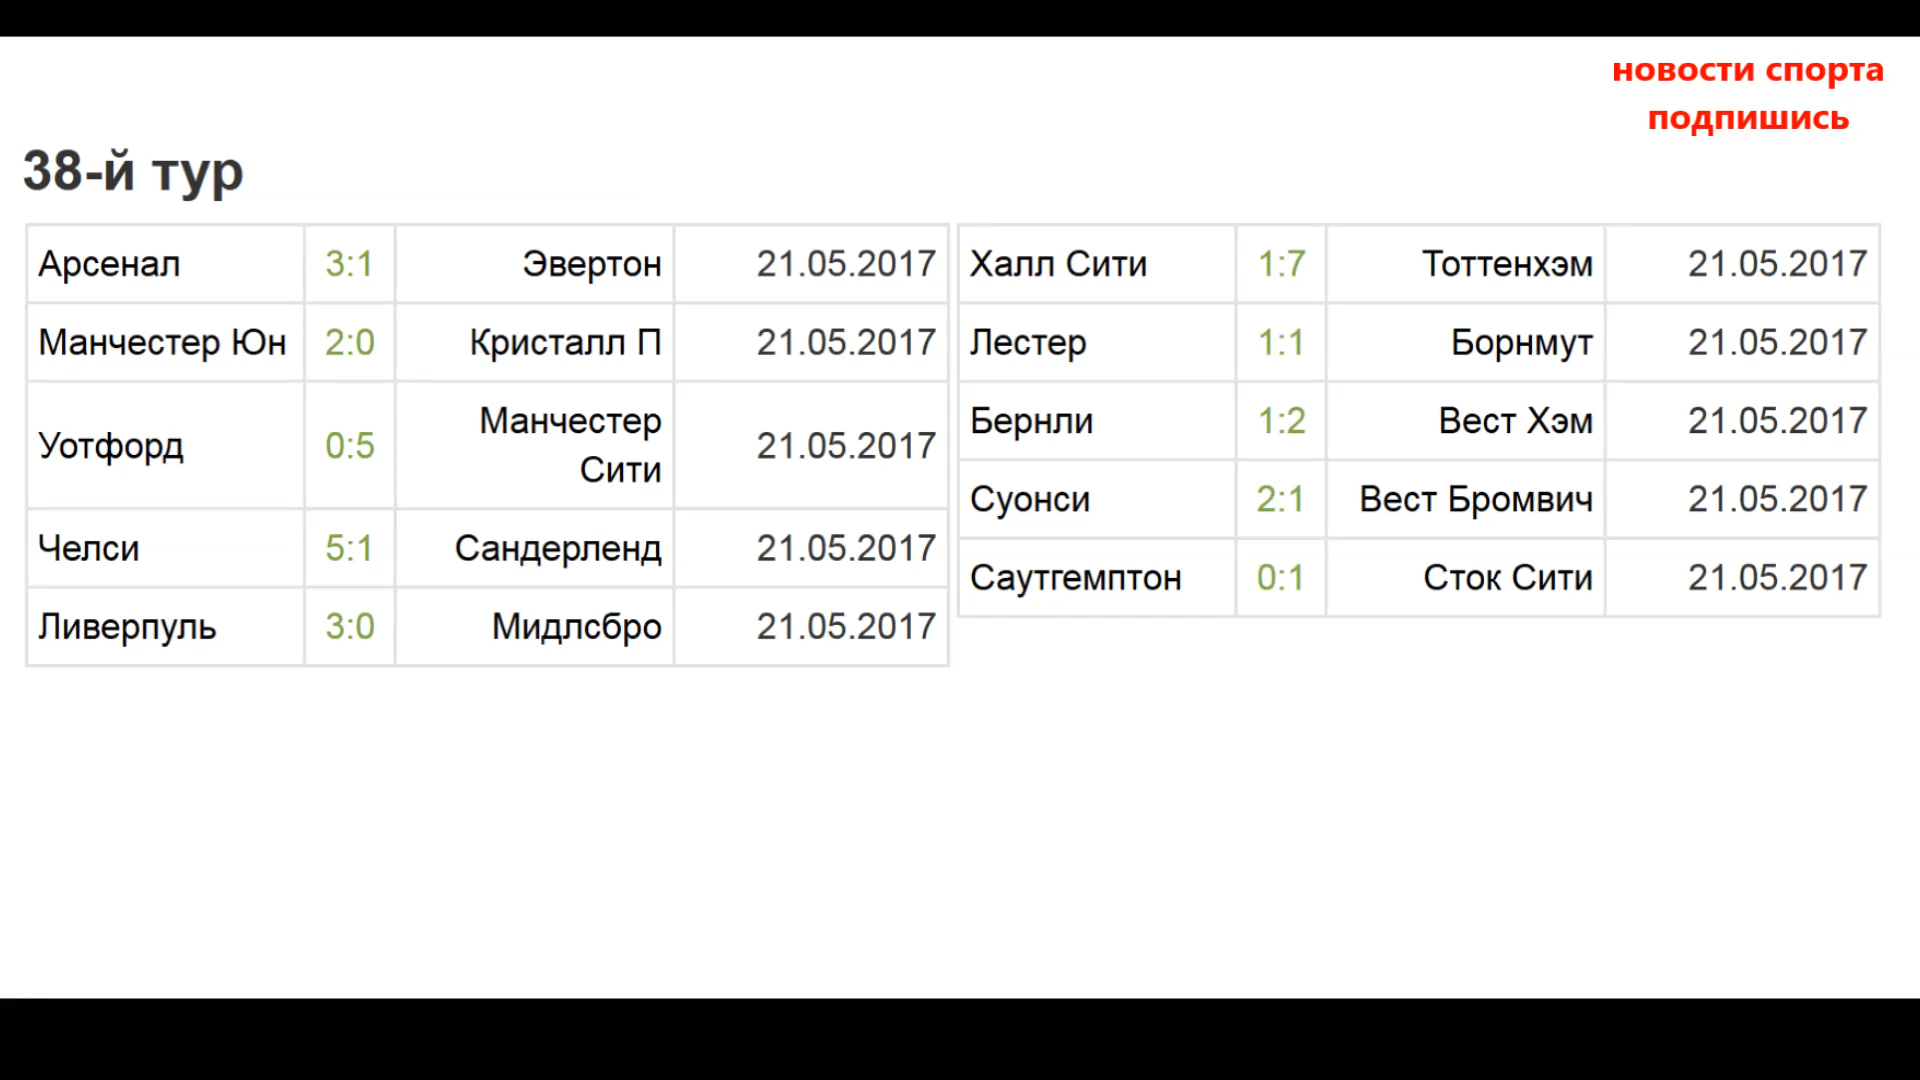 новости спорта
подпишись
38-й тур
Арсенал 3:1 Эвертон 21.05.2017
Манчестер Юн 2:0 Кристалл П 21.05.2017
Уотфорд 0:5 Манчестер Сити 21.05.2017
Челси 5:1 Сандерленд 21.05.2017
Ливерпуль 3:0 Мидлсбро 21.05.2017
Халл Сити 1:7 Тоттенхэм 21.05.2017
Лестер 1:1 Борнмут 21.05.2017
Бернли 1:2 Вест Хэм 21.05.2017
Суонси 2:1 Вест Бромвич 21.05.2017
Саутгемптон 0:1 Сток Сити 21.05.2017